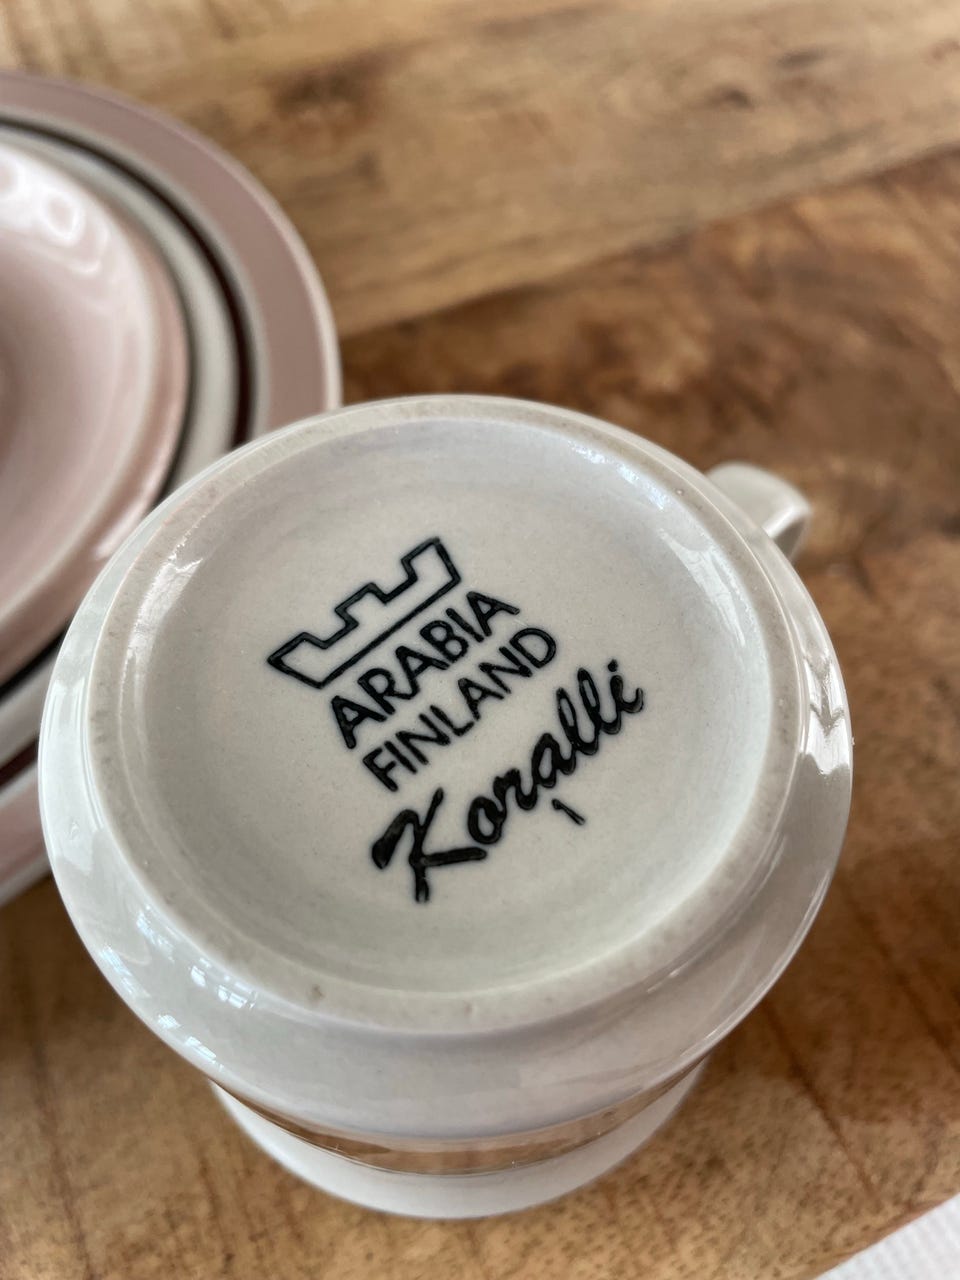 ARABIA
FINLAND
Koralli
1